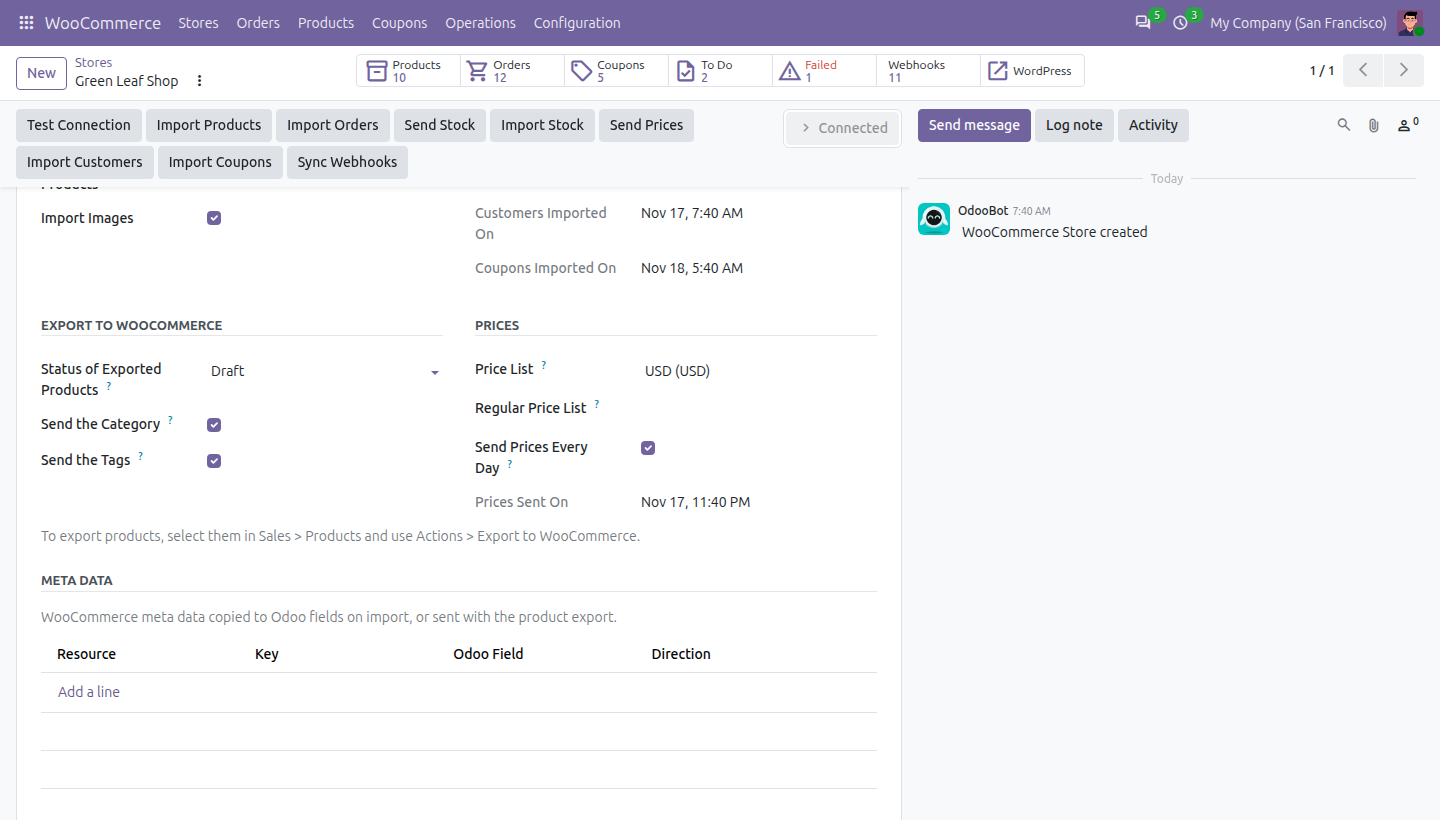 WooCommerce Stores Orders Products Coupons Operations Configuration 5 3 My Company (San Francisco)
New Stores
Green Leaf Shop
Products 10 Orders 12 Coupons 5 To Do 2 Failed 1 Webhooks 11 WordPress 1 / 1
Test Connection Import Products Import Orders Send Stock Import Stock Send Prices Connected
Import Customers Import Coupons Sync Webhooks
Send message Log note Activity 0
Today
OdooBot 7:40 AM
WooCommerce Store created
Products
Import Images
Customers Imported On Nov 17, 7:40 AM
Coupons Imported On Nov 18, 5:40 AM
EXPORT TO WOOCOMMERCE
Status of Exported Products ? Draft
Send the Category ?
Send the Tags ?
PRICES
Price List ? USD (USD)
Regular Price List ?
Send Prices Every Day ?
Prices Sent On Nov 17, 11:40 PM
To export products, select them in Sales > Products and use Actions > Export to WooCommerce.
META DATA
WooCommerce meta data copied to Odoo fields on import, or sent with the product export.
Resource Key Odoo Field Direction
Add a line